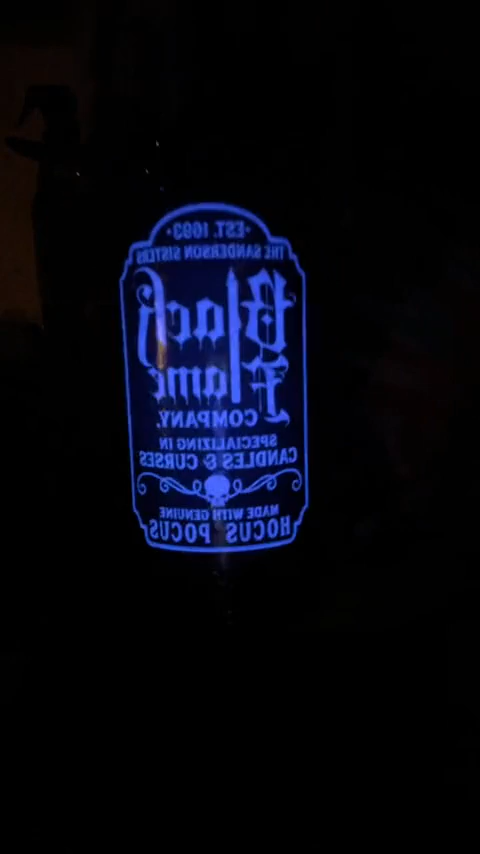 ·EST. 1693·
THE SANDERSON SISTERS
Black
Flame
COMPANY.
SPECIALIZING IN
CANDLES & CURSES
MADE WITH GENUINE
HOCUS POCUS